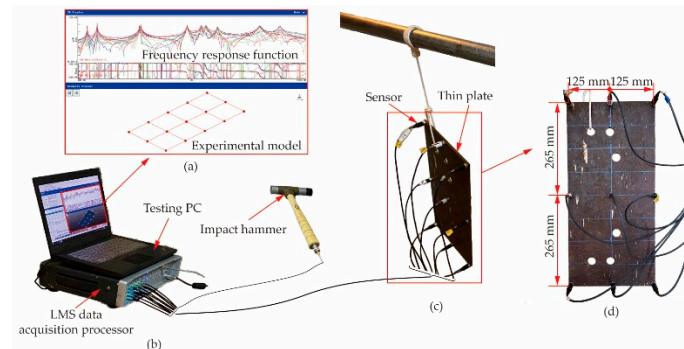 (a)
Frequency response function
Experimental model
(a)
Testing PC
Impact hammer
LMS data
acquisition processor
(b)
Sensor
Thin plate
(c)
125 mm
125 mm
265 mm
265 mm
(d)